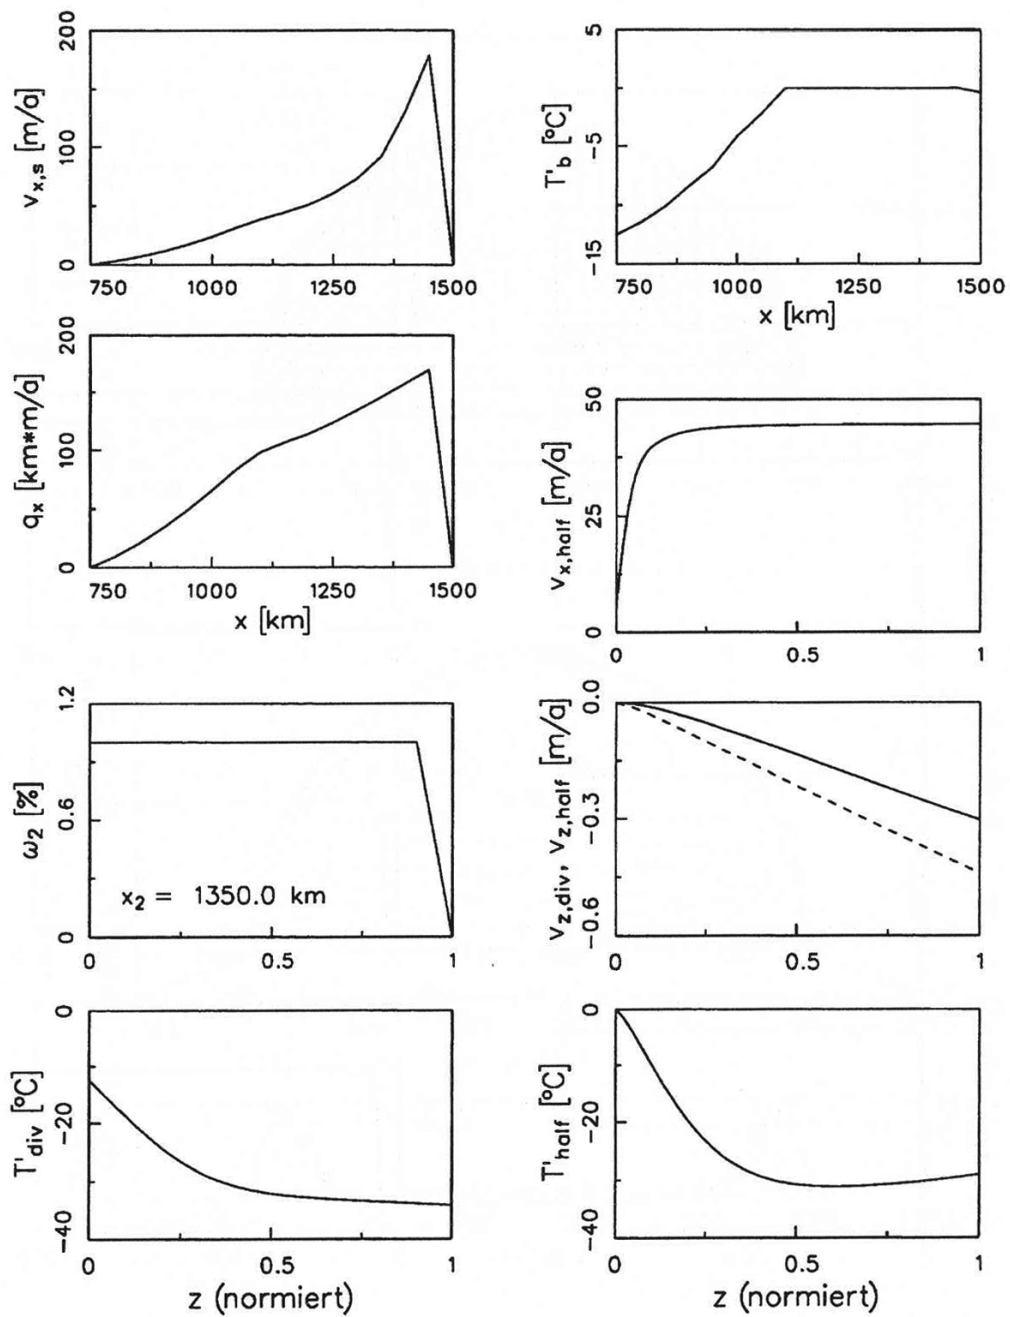 200
100
0
v_x,s [m/a]
750 1000 1250 1500
5
−5
−15
T'_b [°C]
750 1000 1250 1500
x [km]
200
100
0
q_x [km*m/a]
750 1000 1250 1500
x [km]
50
25
0
v_x,half [m/a]
0 0.5 1
1.2
0.6
0
ω_2 [%]
x_2 = 1350.0 km
0 0.5 1
0.0
−0.3
−0.6
v_z,div, v_z,half [m/a]
0 0.5 1
0
−20
−40
T'_div [°C]
0 0.5 1
z (normiert)
0
−20
−40
T'_half [°C]
0 0.5 1
z (normiert)